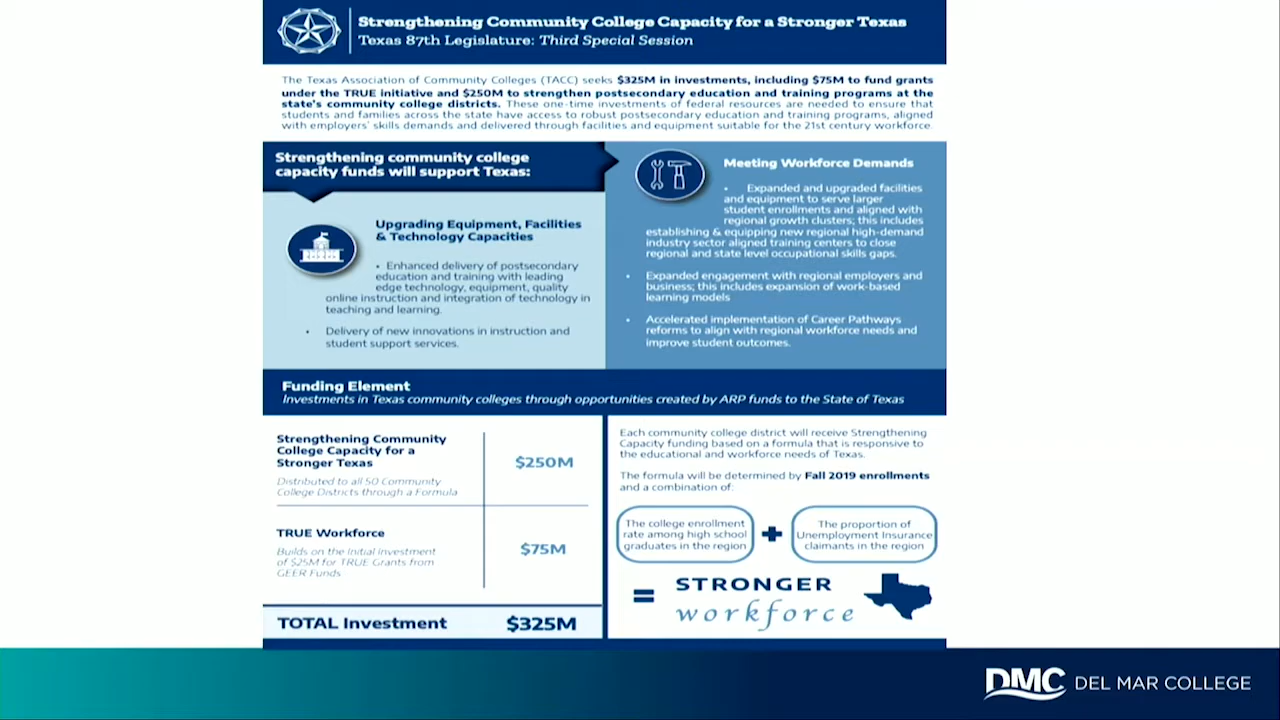 Strengthening Community College Capacity for a Stronger Texas
Texas 87th Legislature: Third Special Session
The Texas Association of Community Colleges (TACC) seeks $325M in investments, including $75M to fund grants
under the TRUE initiative and $250M to strengthen postsecondary education and training programs at the
state's community college districts. These one-time investments of federal resources are needed to ensure that
students and families across the state have access to robust postsecondary education and training programs, aligned
with employers' skills demands and delivered through facilities and equipment suitable for the 21st century workforce.
Strengthening community college
capacity funds will support Texas:
Upgrading Equipment, Facilities
& Technology Capacities
• Enhanced delivery of postsecondary
education and training with leading
edge technology, equipment, quality
online instruction and integration of technology in
teaching and learning.
• Delivery of new innovations in instruction and
student support services.
Meeting Workforce Demands
• Expanded and upgraded facilities
and equipment to serve larger
student enrollments and aligned with
regional growth clusters; this includes
establishing & equipping new regional high-demand
industry sector aligned training centers to close
regional and state level occupational skills gaps.
• Expanded engagement with regional employers and
business; this includes expansion of work-based
learning models
• Accelerated implementation of Career Pathways
reforms to align with regional workforce needs and
improve student outcomes.
Funding Element
Investments in Texas community colleges through opportunities created by ARP funds to the State of Texas
Strengthening Community
College Capacity for a
Stronger Texas
Distributed to all 50 Community
College Districts through a Formula
$250M
TRUE Workforce
Builds on the initial investment
of $25M for TRUE Grants from
GEER Funds
$75M
TOTAL Investment $325M
Each community college district will receive Strengthening
Capacity funding based on a formula that is responsive to
the educational and workforce needs of Texas.
The formula will be determined by Fall 2019 enrollments
and a combination of:
The college enrollment
rate among high school
graduates in the region
+
The proportion of
Unemployment Insurance
claimants in the region
= STRONGER
workforce
DMC DEL MAR COLLEGE